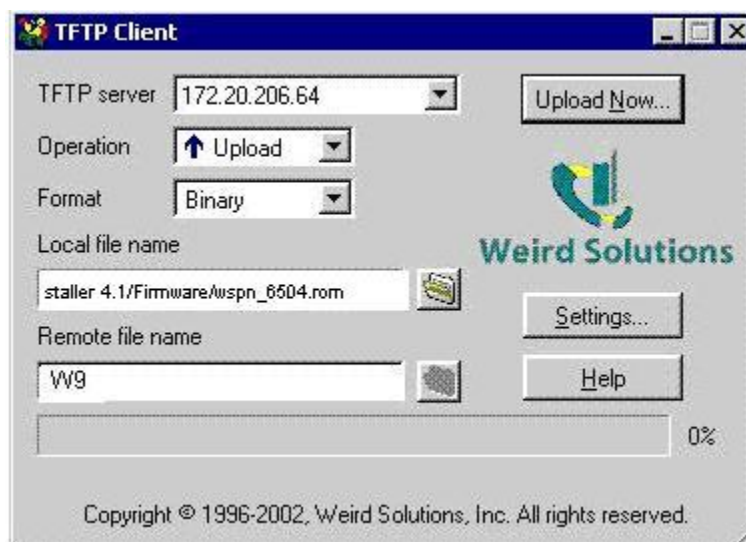 TFTP Client
TFTP server 172.20.206.64
Upload Now...
Operation Upload
Format Binary
Weird Solutions
Local file name
staller 4.1/Firmware/wspn_6504.rom
Settings...
Remote file name
W9
Help
0%
Copyright © 1996-2002, Weird Solutions, Inc. All rights reserved.